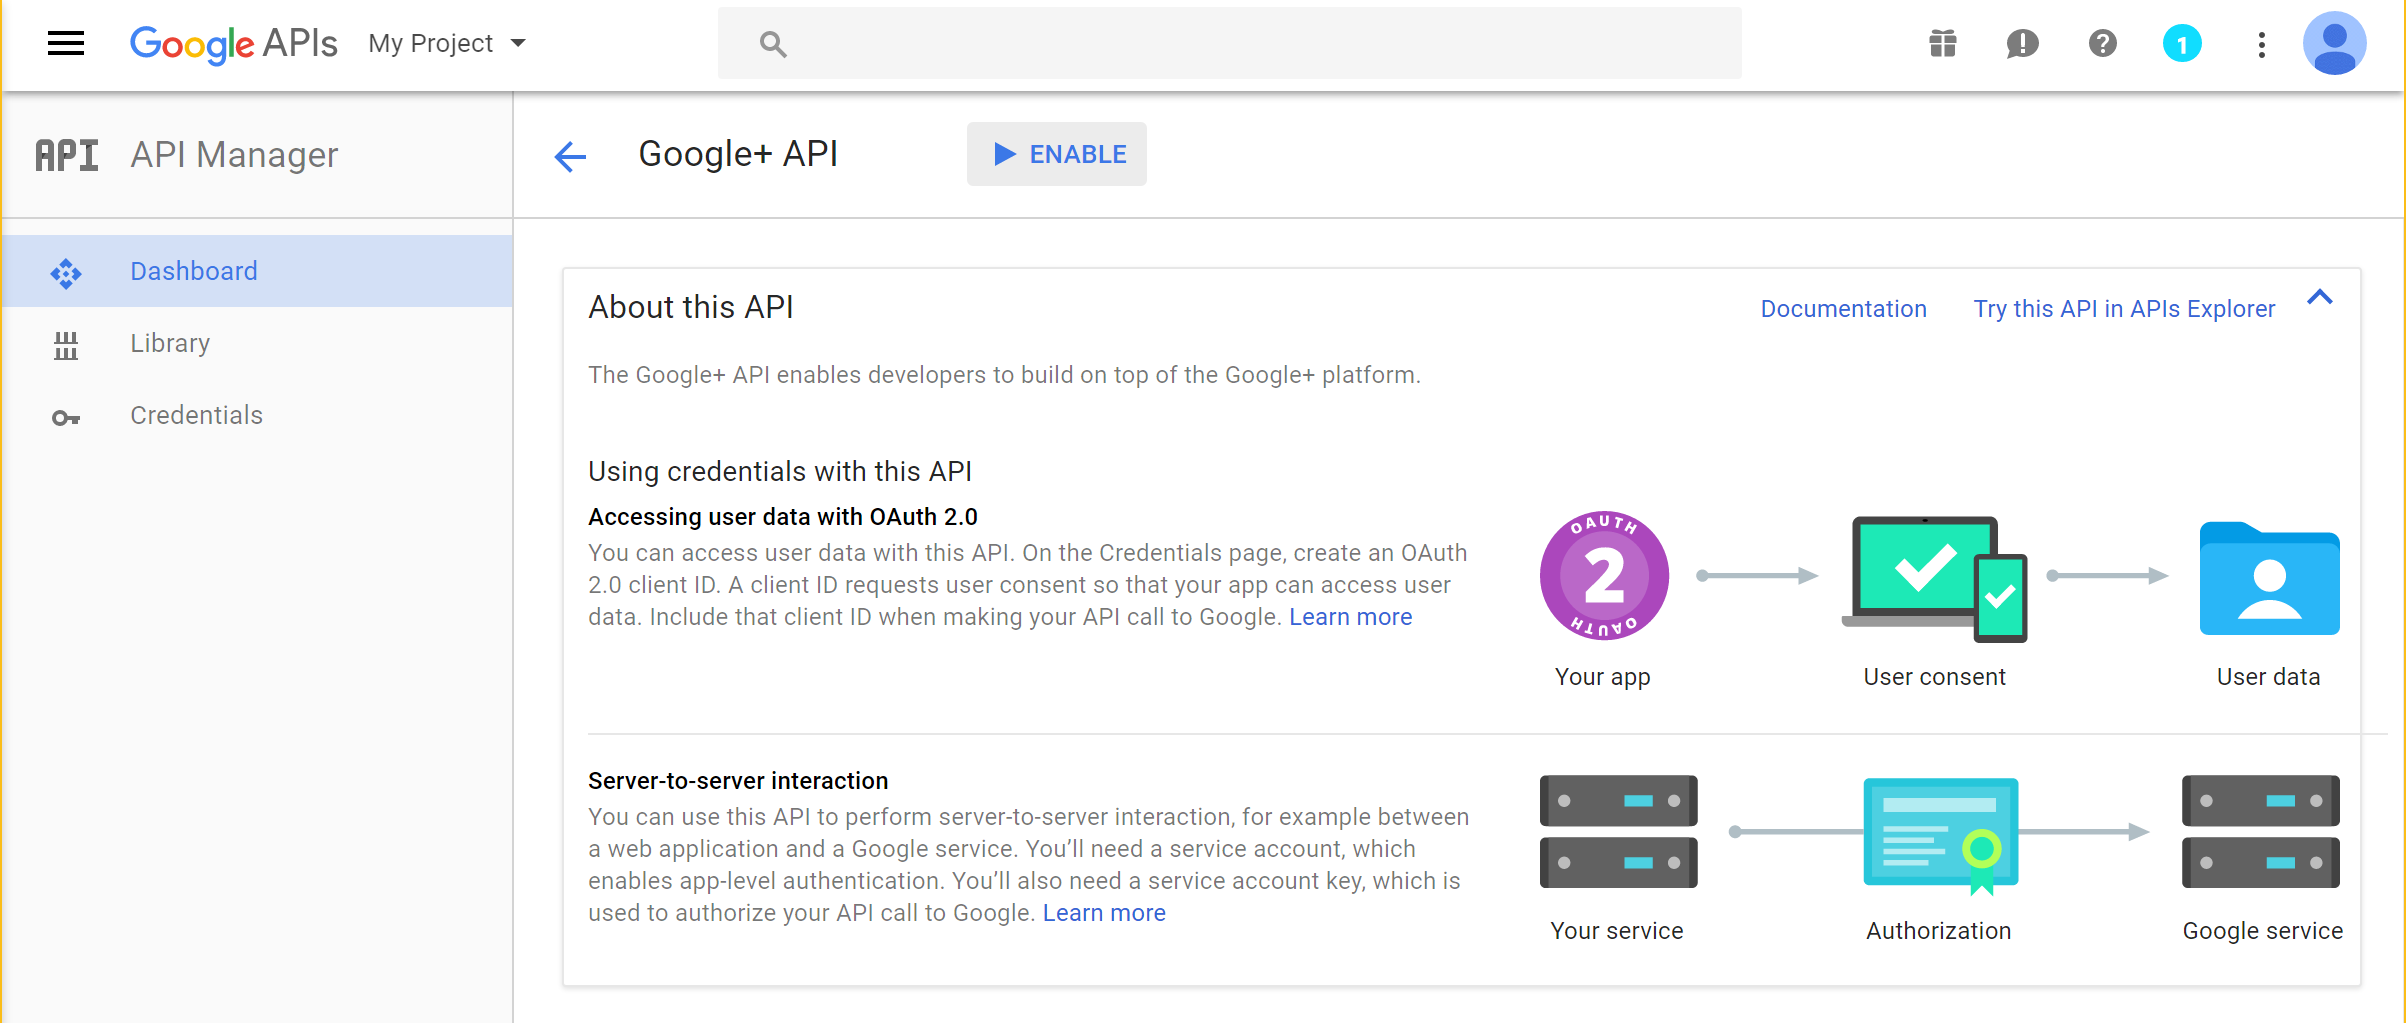 Google APIs My Project
1
API API Manager
Google+ API
ENABLE
Dashboard
Library
Credentials
About this API
Documentation
Try this API in APIs Explorer
The Google+ API enables developers to build on top of the Google+ platform.
Using credentials with this API
Accessing user data with OAuth 2.0
You can access user data with this API. On the Credentials page, create an OAuth
2.0 client ID. A client ID requests user consent so that your app can access user
data. Include that client ID when making your API call to Google. Learn more
OAUTH
2
OAUTH
Your app
User consent
User data
Server-to-server interaction
You can use this API to perform server-to-server interaction, for example between
a web application and a Google service. You’ll need a service account, which
enables app-level authentication. You’ll also need a service account key, which is
used to authorize your API call to Google. Learn more
Your service
Authorization
Google service